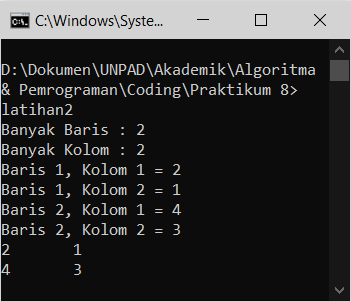 C:\Windows\Syste...
D:\Dokumen\UNPAD\Akademik\Algoritma
& Pemrograman\Coding\Praktikum 8>
latihan2
Banyak Baris : 2
Banyak Kolom : 2
Baris 1, Kolom 1 = 2
Baris 1, Kolom 2 = 1
Baris 2, Kolom 1 = 4
Baris 2, Kolom 2 = 3
2       1
4       3